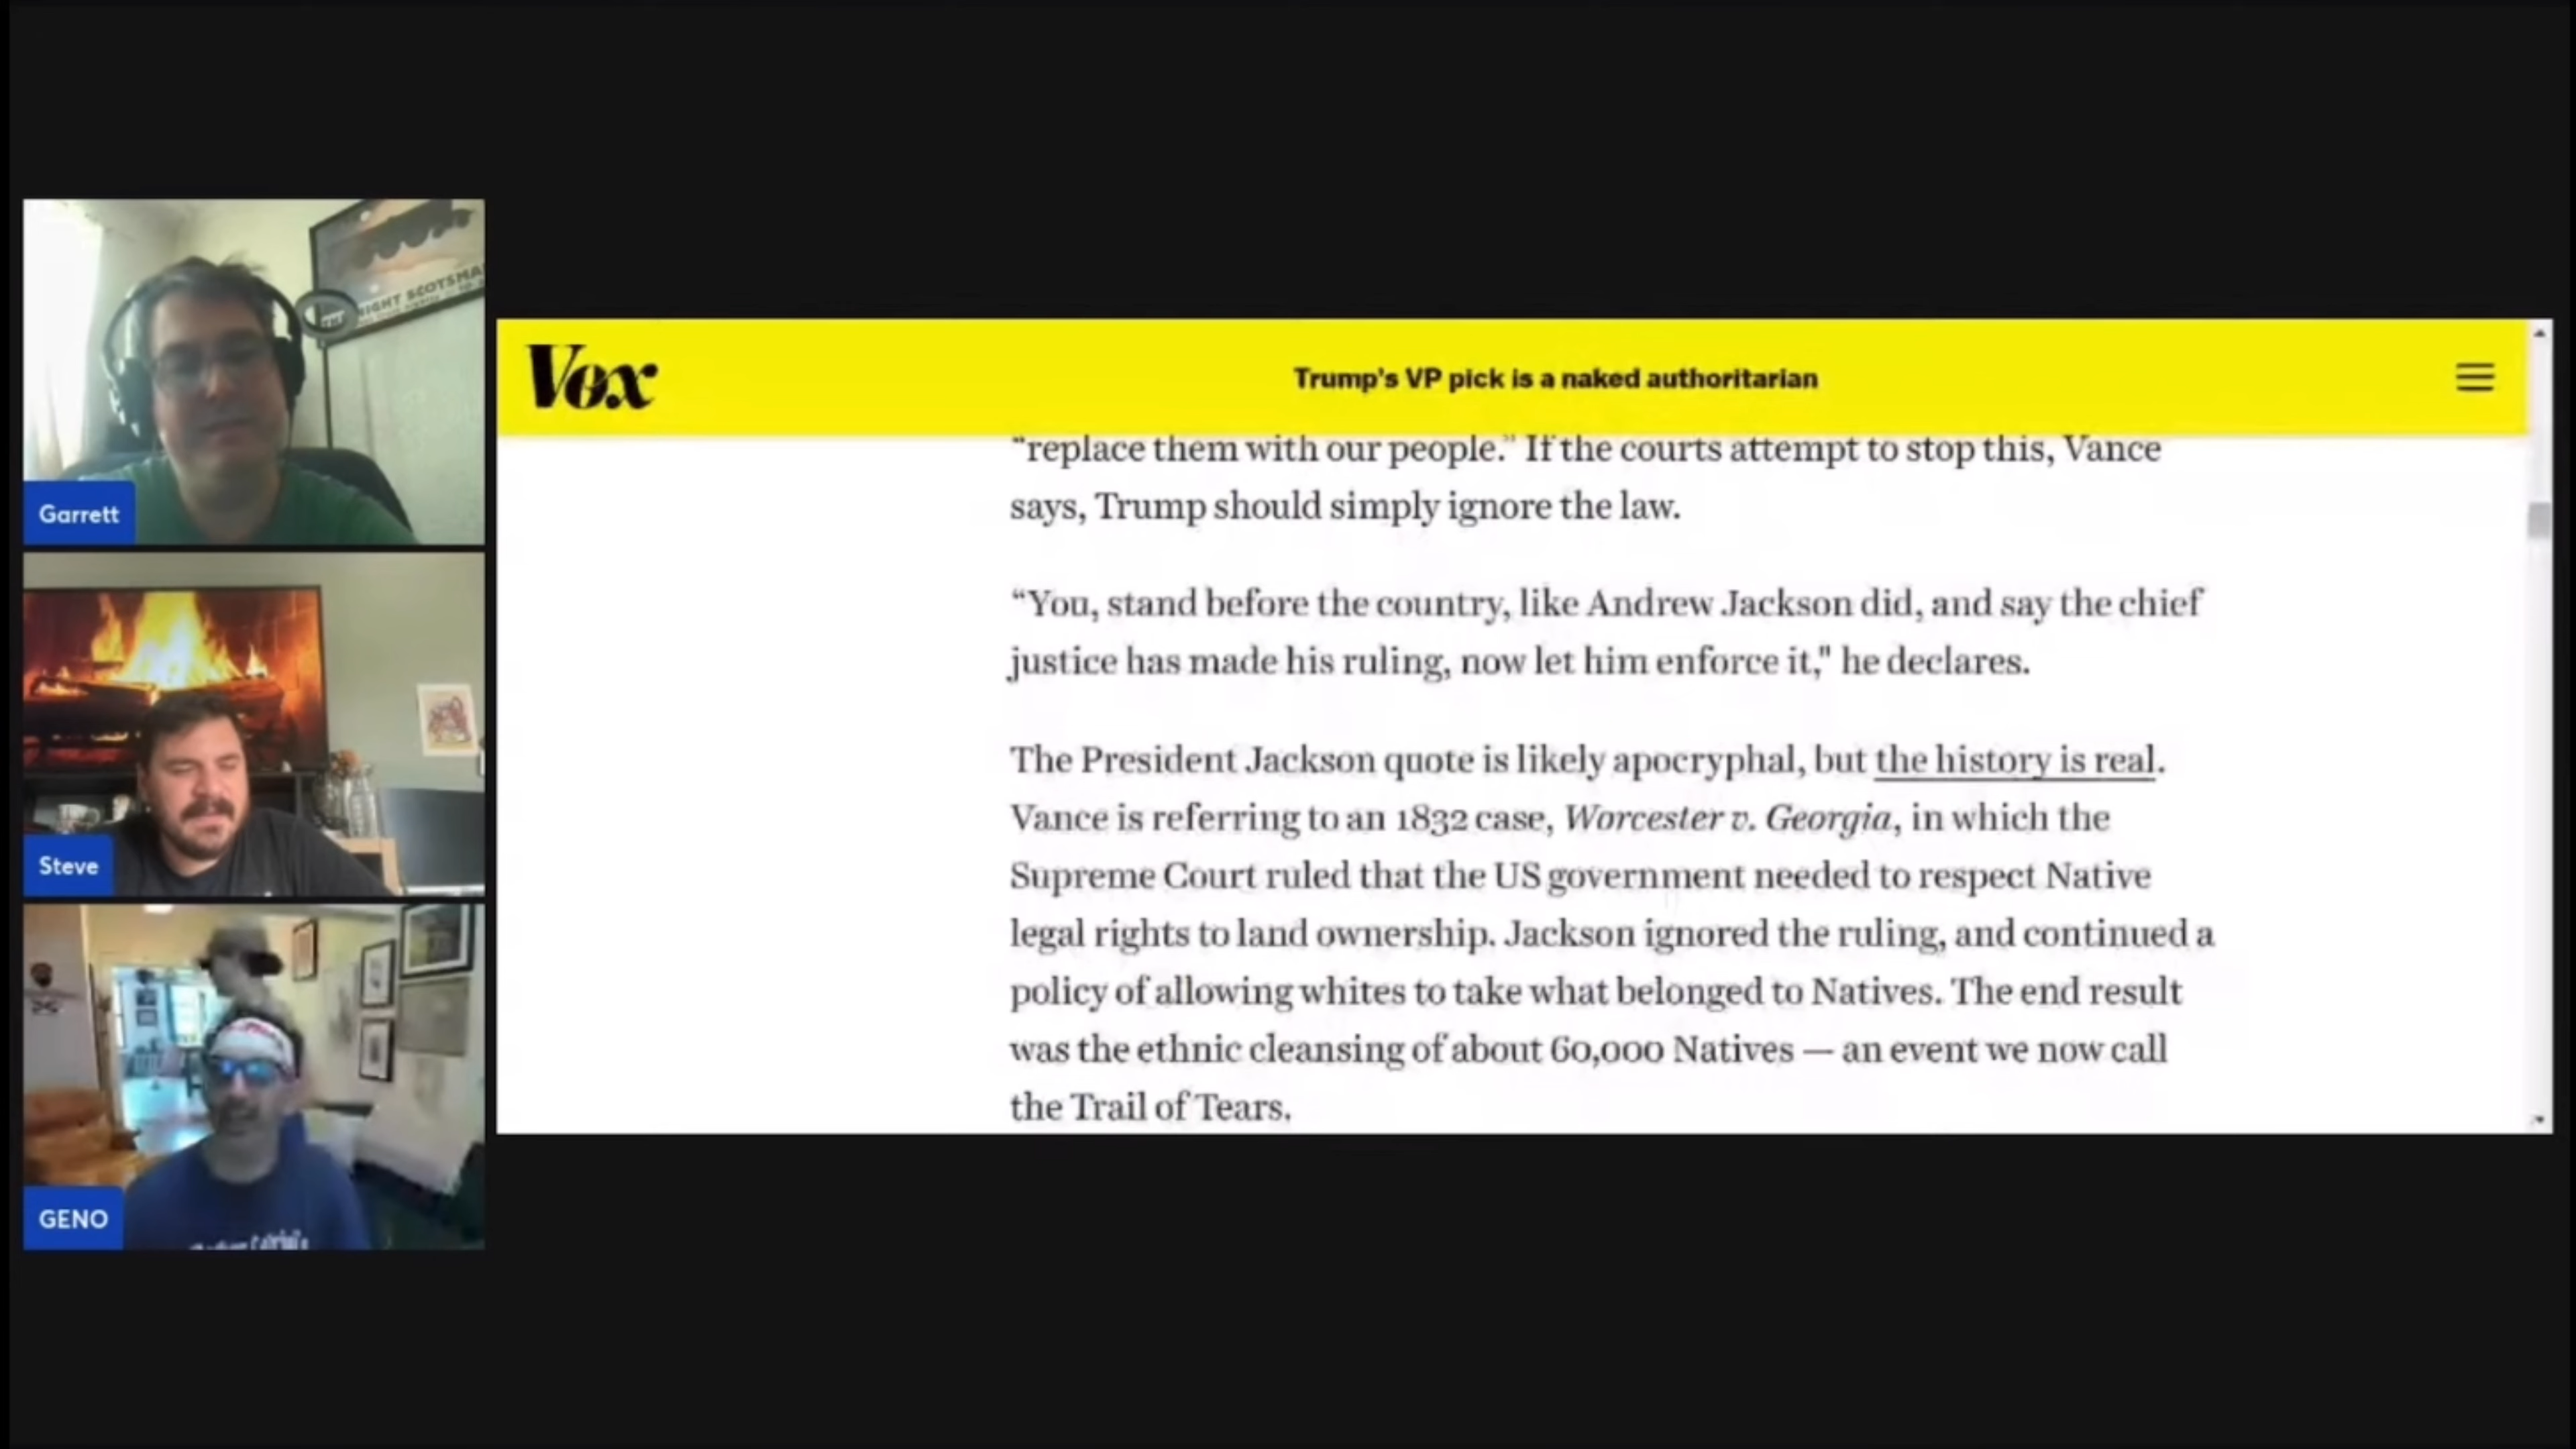 IGHT SCOTSMA
Garrett
Steve
GENO
Vox
Trump's VP pick is a naked authoritarian
“replace them with our people.” If the courts attempt to stop this, Vance
says, Trump should simply ignore the law.
“You, stand before the country, like Andrew Jackson did, and say the chief
justice has made his ruling, now let him enforce it," he declares.
The President Jackson quote is likely apocryphal, but the history is real.
Vance is referring to an 1832 case, Worcester v. Georgia, in which the
Supreme Court ruled that the US government needed to respect Native
legal rights to land ownership. Jackson ignored the ruling, and continued a
policy of allowing whites to take what belonged to Natives. The end result
was the ethnic cleansing of about 60,000 Natives — an event we now call
the Trail of Tears.